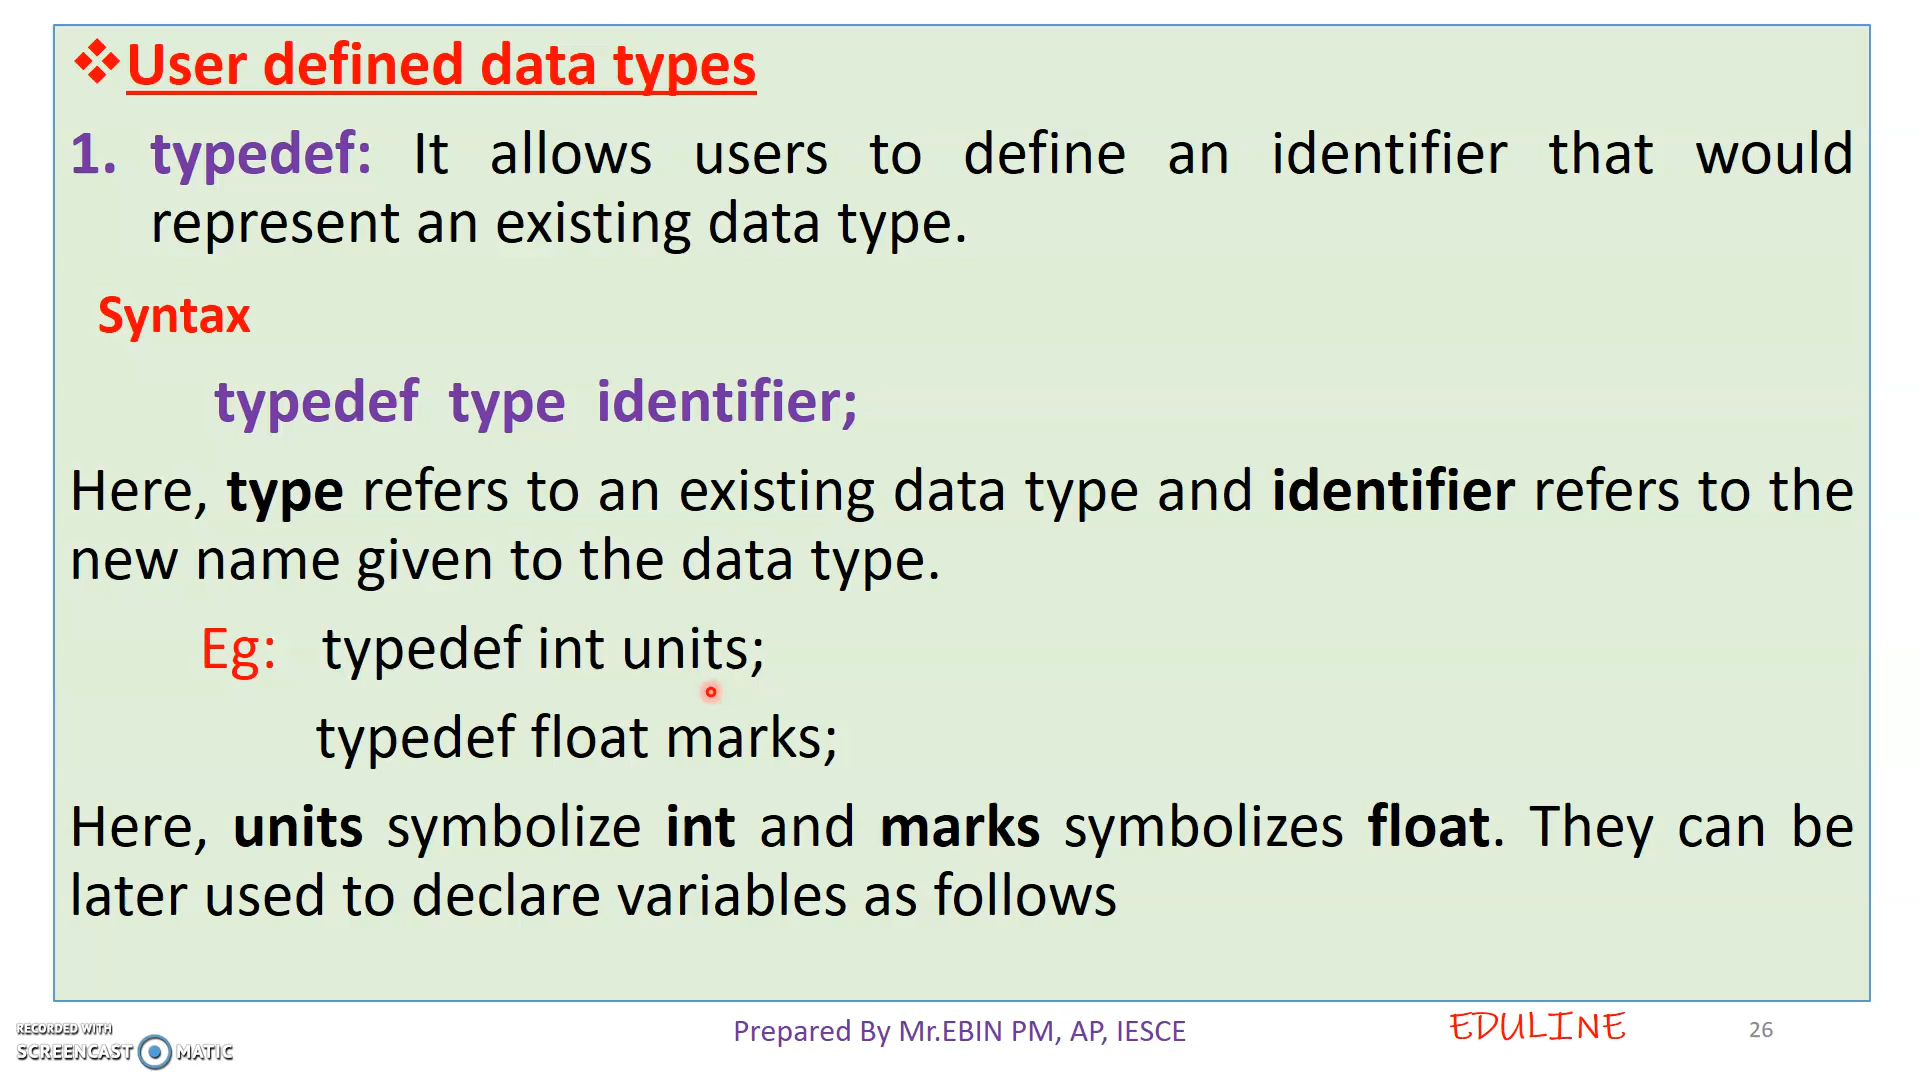 User defined data types
1. typedef: It allows users to define an identifier that would
represent an existing data type.
Syntax
typedef type identifier;
Here, type refers to an existing data type and identifier refers to the
new name given to the data type.
Eg: typedef int units;
typedef float marks;
Here, units symbolize int and marks symbolizes float. They can be
later used to declare variables as follows
RECORDED WITH
SCREENCAST MATIC
Prepared By Mr.EBIN PM, AP, IESCE
EDULINE
26